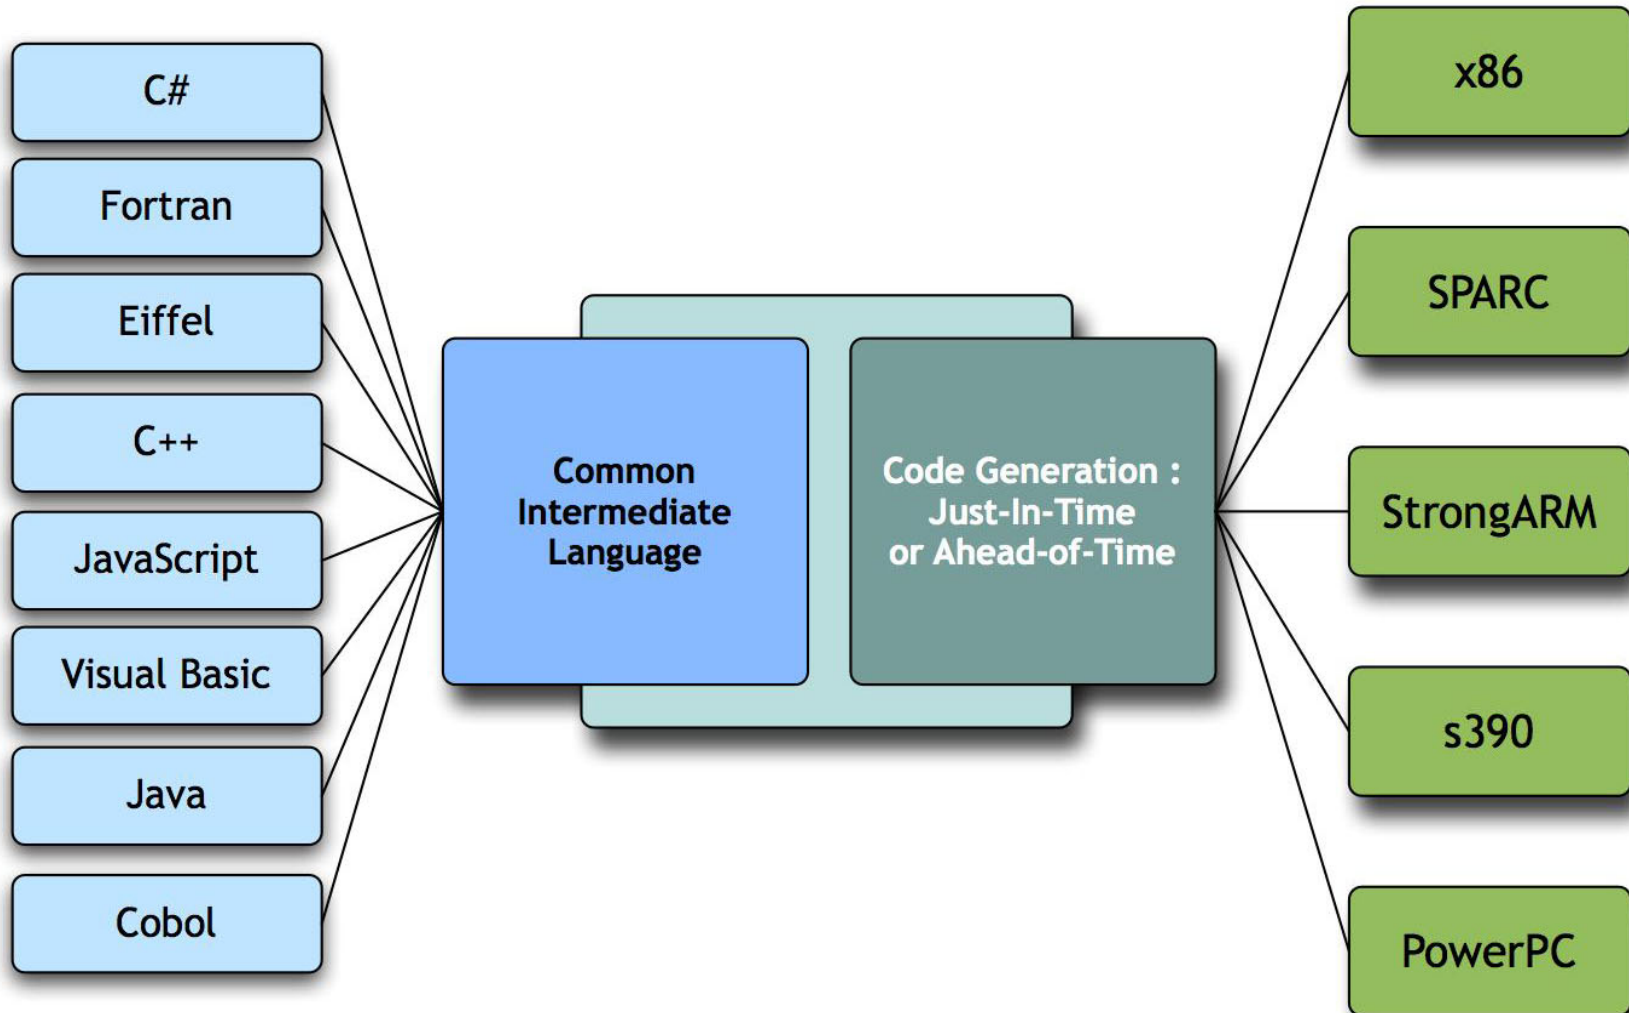 C#
Fortran
Eiffel
C++
JavaScript
Visual Basic
Java
Cobol
Common
Intermediate
Language
Code Generation :
Just-In-Time
or Ahead-of-Time
x86
SPARC
StrongARM
s390
PowerPC